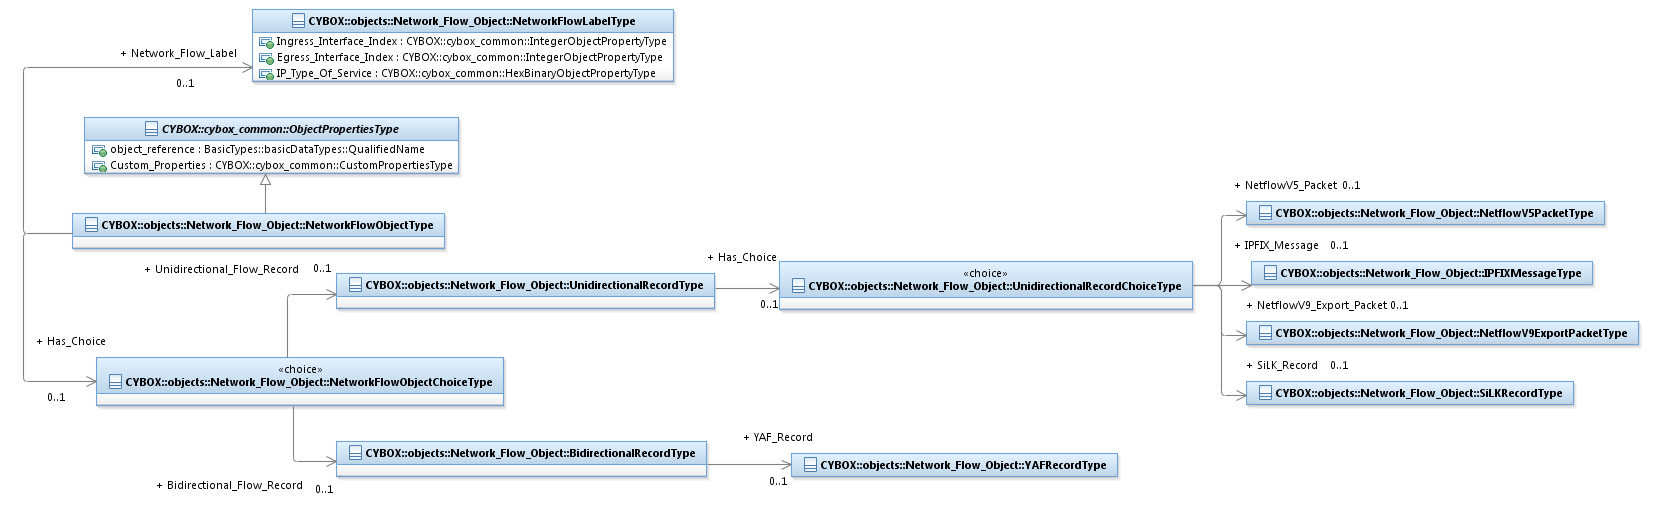 CYBOX::objects::Network_Flow_Object::NetworkFlowLabelType
Ingress_Interface_Index : CYBOX::cybox_common::IntegerObjectPropertyType
Egress_Interface_Index : CYBOX::cybox_common::IntegerObjectPropertyType
IP_Type_Of_Service : CYBOX::cybox_common::HexBinaryObjectPropertyType
+ Network_Flow_Label
0..1
CYBOX::cybox_common::ObjectPropertiesType
object_reference : BasicTypes::basicDataTypes::QualifiedName
Custom_Properties : CYBOX::cybox_common::CustomPropertiesType
CYBOX::objects::Network_Flow_Object::NetworkFlowObjectType
+ Unidirectional_Flow_Record
0..1
CYBOX::objects::Network_Flow_Object::UnidirectionalRecordType
+ Has_Choice
0..1
«choice»
CYBOX::objects::Network_Flow_Object::UnidirectionalRecordChoiceType
+ NetflowV5_Packet 0..1
CYBOX::objects::Network_Flow_Object::NetflowV5PacketType
+ IPFIX_Message 0..1
CYBOX::objects::Network_Flow_Object::IPFIXMessageType
+ NetflowV9_Export_Packet 0..1
CYBOX::objects::Network_Flow_Object::NetflowV9ExportPacketType
+ SiLK_Record 0..1
CYBOX::objects::Network_Flow_Object::SiLKRecordType
+ Has_Choice
0..1
«choice»
CYBOX::objects::Network_Flow_Object::NetworkFlowObjectChoiceType
+ Bidirectional_Flow_Record
0..1
CYBOX::objects::Network_Flow_Object::BidirectionalRecordType
+ YAF_Record
0..1
CYBOX::objects::Network_Flow_Object::YAFRecordType